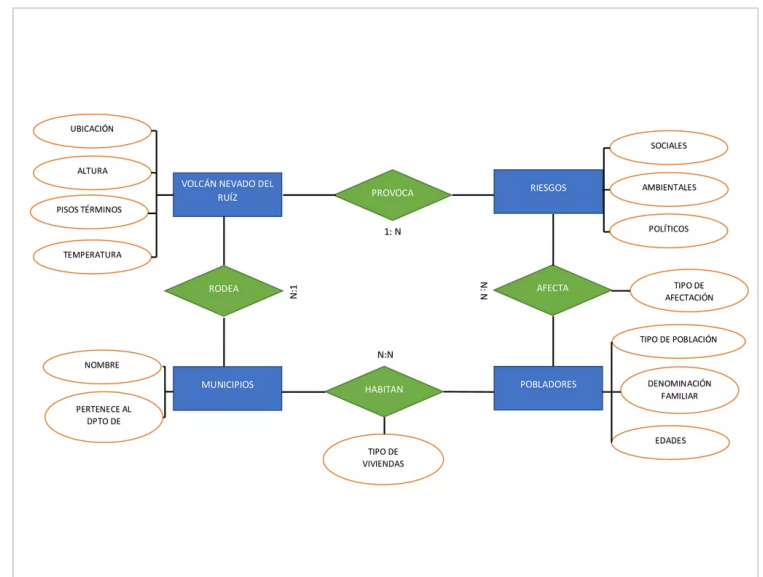 UBICACIÓN
ALTURA
PISOS TÉRMINOS
TEMPERATURA
VOLCÁN NEVADO DEL
RUÍZ
PROVOCA
1: N
RIESGOS
SOCIALES
AMBIENTALES
POLÍTICOS
RODEA
N:1
AFECTA
N: N
TIPO DE
AFECTACIÓN
NOMBRE
PERTENECE AL
DPTO DE
MUNICIPIOS
N:N
HABITAN
TIPO DE
VIVIENDAS
POBLADORES
TIPO DE POBLACIÓN
DENOMINACIÓN
FAMILIAR
EDADES